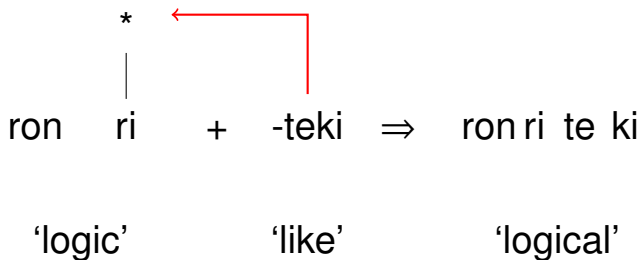 *
ron ri + -teki ⇒ ron ri te ki
‘logic’ ‘like’ ‘logical’